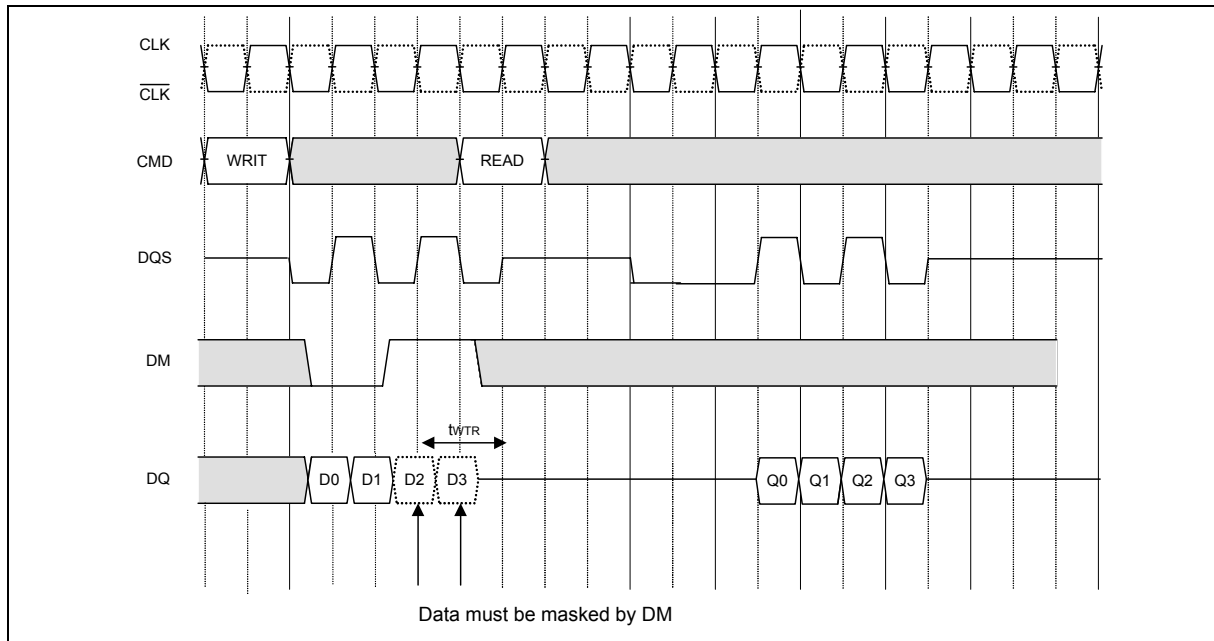 CLK
CLK
CMD WRIT READ
DQS
DM
tWTR
DQ D0 D1 D2 D3 Q0 Q1 Q2 Q3
Data must be masked by DM